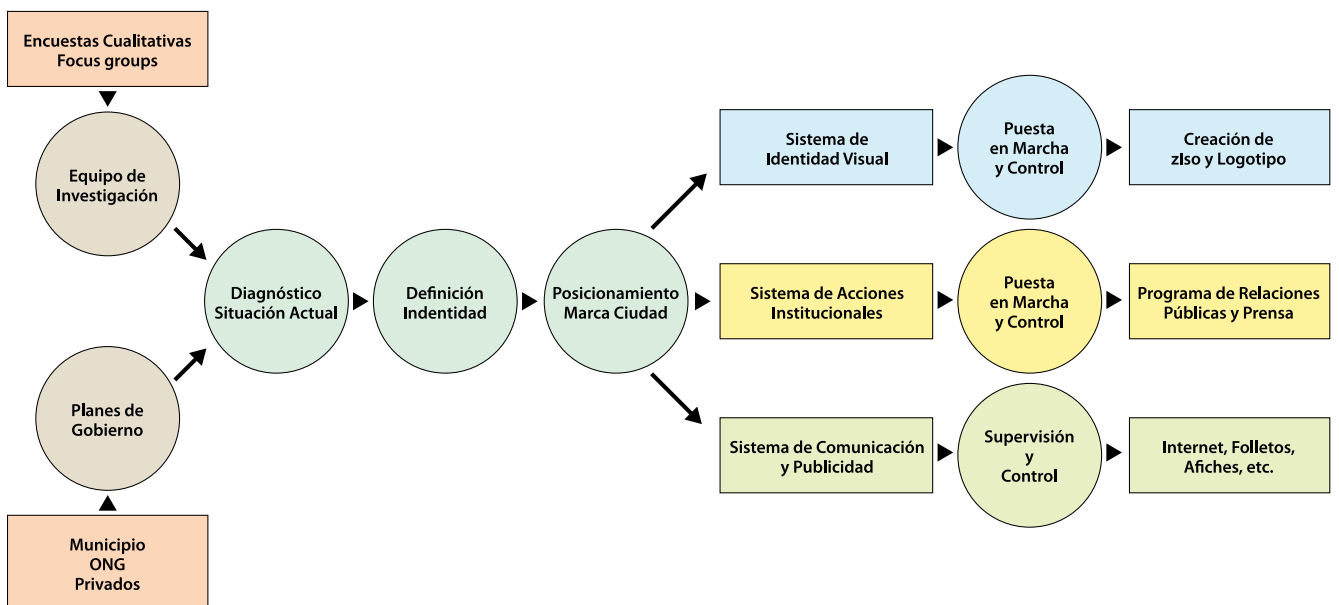 Encuestas Cualitativas
Focus groups
Equipo de
Investigación
Planes de
Gobierno
Municipio
ONG
Privados
Diagnóstico
Situación Actual
Definición
Indentidad
Posicionamiento
Marca Ciudad
Sistema de
Identidad Visual
Puesta
en Marcha
y Control
Creación de
zIso y Logotipo
Sistema de Acciones
Institucionales
Puesta
en Marcha
y Control
Programa de Relaciones
Públicas y Prensa
Sistema de Comunicación
y Publicidad
Supervisión
y
Control
Internet, Folletos,
Afiches, etc.